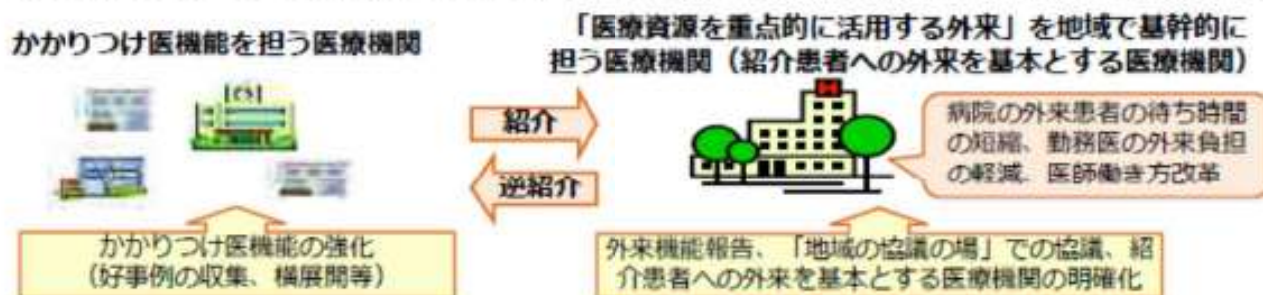 かかりつけ医機能を担う医療機関
「医療資源を重点的に活用する外来」を地域で基幹的に
担う医療機関（紹介患者への外来を基本とする医療機関）
紹介
逆紹介
病院の外来患者の待ち時間
の短縮、勤務医の外来負担
の軽減、医師働き方改革
かかりつけ医機能の強化
（好事例の収集、横展開等）
外来機能報告、「地域の協議の場」での協議、紹
介患者への外来を基本とする医療機関の明確化